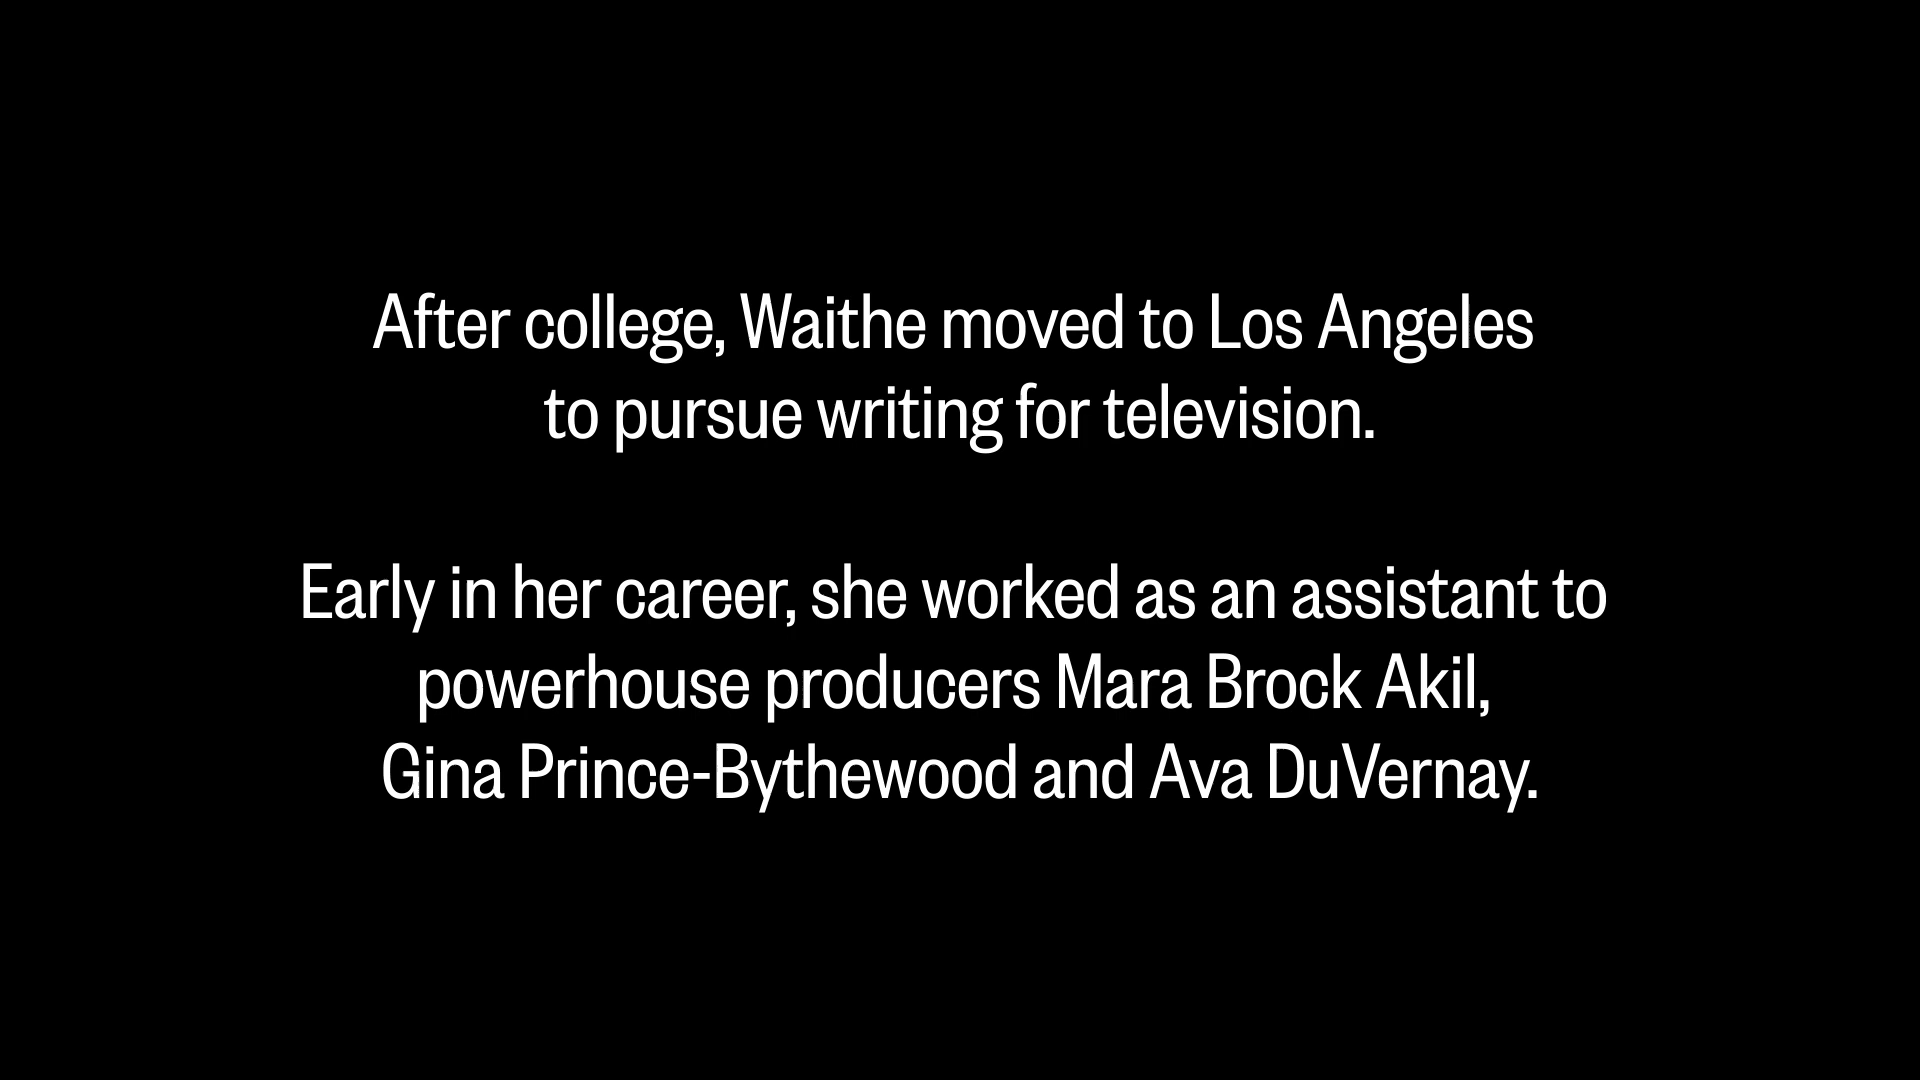 After college, Waithe moved to Los Angeles
to pursue writing for television.
Early in her career, she worked as an assistant to
powerhouse producers Mara Brock Akil,
Gina Prince-Bythewood and Ava DuVernay.